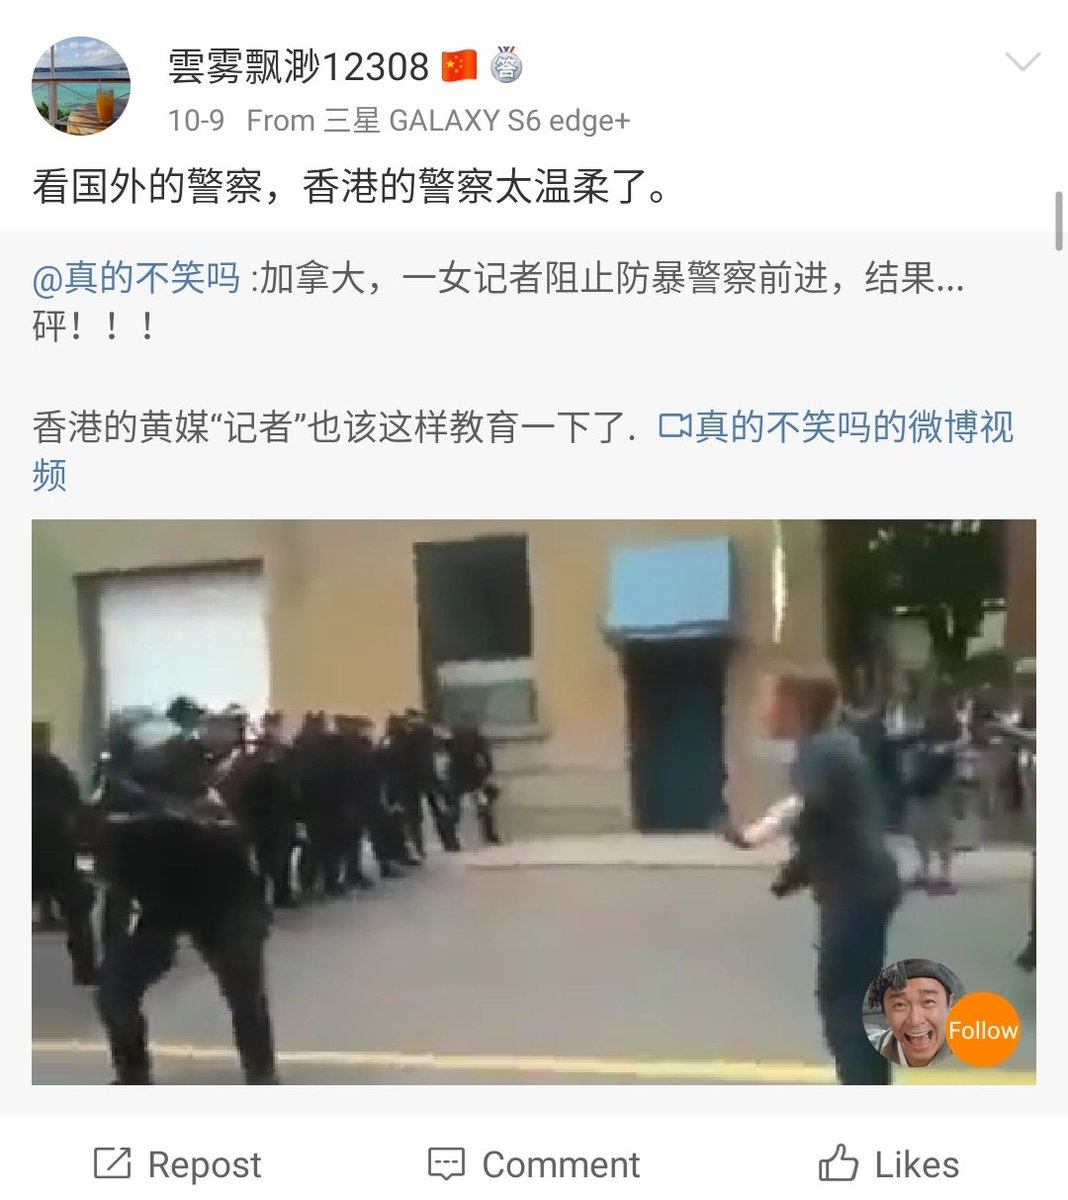 雲雾飘渺12308
答
10-9 From 三星 GALAXY S6 edge+
看国外的警察，香港的警察太温柔了。
@真的不笑吗 :加拿大，一女记者阻止防暴警察前进，结果...
砰！！！
香港的黄媒“记者”也该这样教育一下了. 真的不笑吗的微博视
频
Follow
Repost Comment Likes